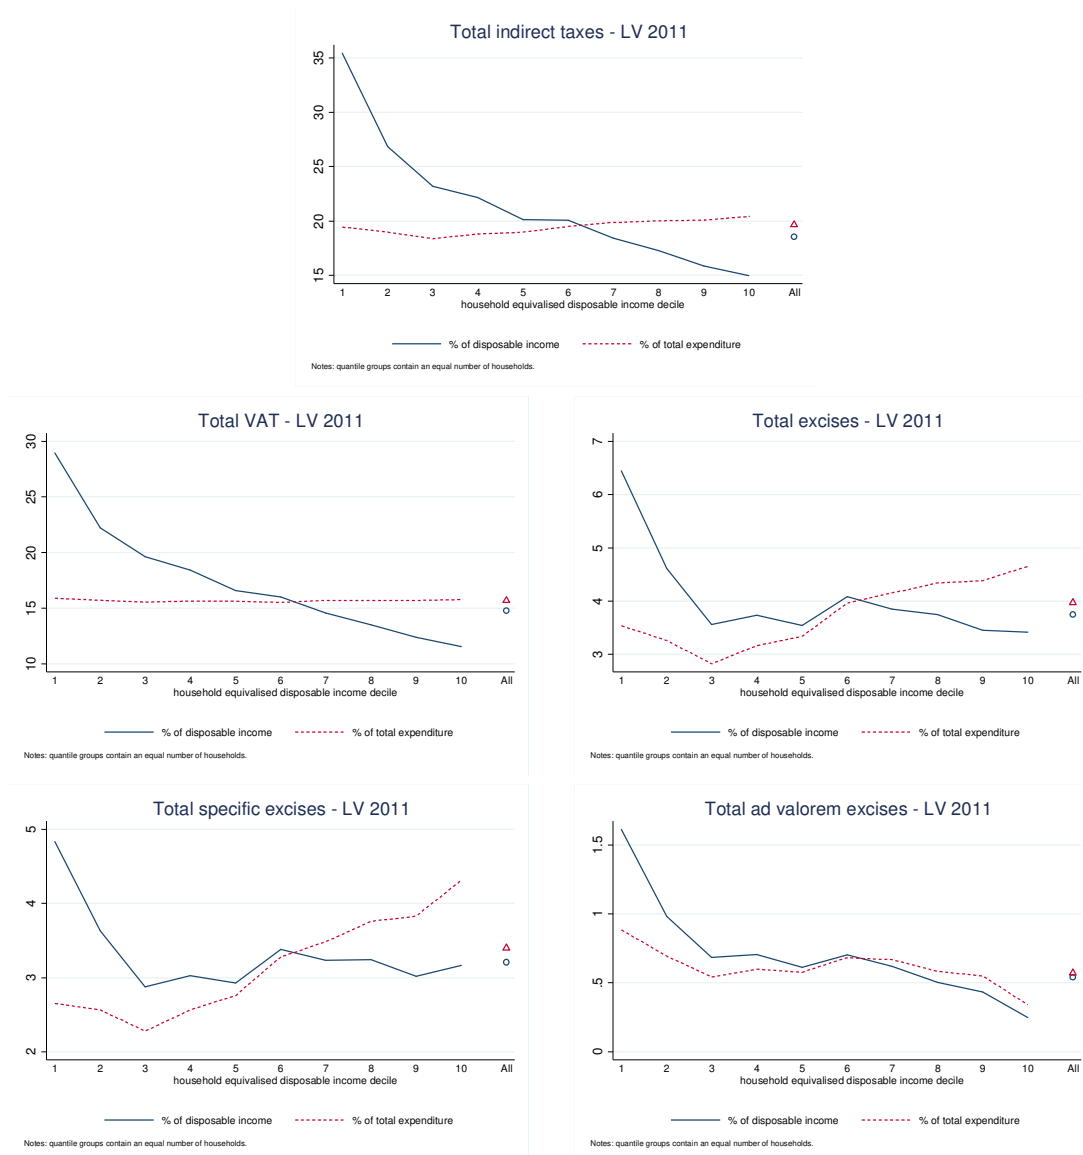 Total indirect taxes - LV 2011
35
30
25
20
15
1 2 3 4 5 6 7 8 9 10 All
household equivalised disposable income decile
% of disposable income % of total expenditure
Notes: quantile groups contain an equal number of households.
Total VAT - LV 2011
30
25
20
15
10
1 2 3 4 5 6 7 8 9 10 All
household equivalised disposable income decile
% of disposable income % of total expenditure
Notes: quantile groups contain an equal number of households.
Total excises - LV 2011
7
6
5
4
3
1 2 3 4 5 6 7 8 9 10 All
household equivalised disposable income decile
% of disposable income % of total expenditure
Notes: quantile groups contain an equal number of households.
Total specific excises - LV 2011
5
4
3
2
1 2 3 4 5 6 7 8 9 10 All
household equivalised disposable income decile
% of disposable income % of total expenditure
Notes: quantile groups contain an equal number of households.
Total ad valorem excises - LV 2011
1.5
1
.5
0
1 2 3 4 5 6 7 8 9 10 All
household equivalised disposable income decile
% of disposable income % of total expenditure
Notes: quantile groups contain an equal number of households.